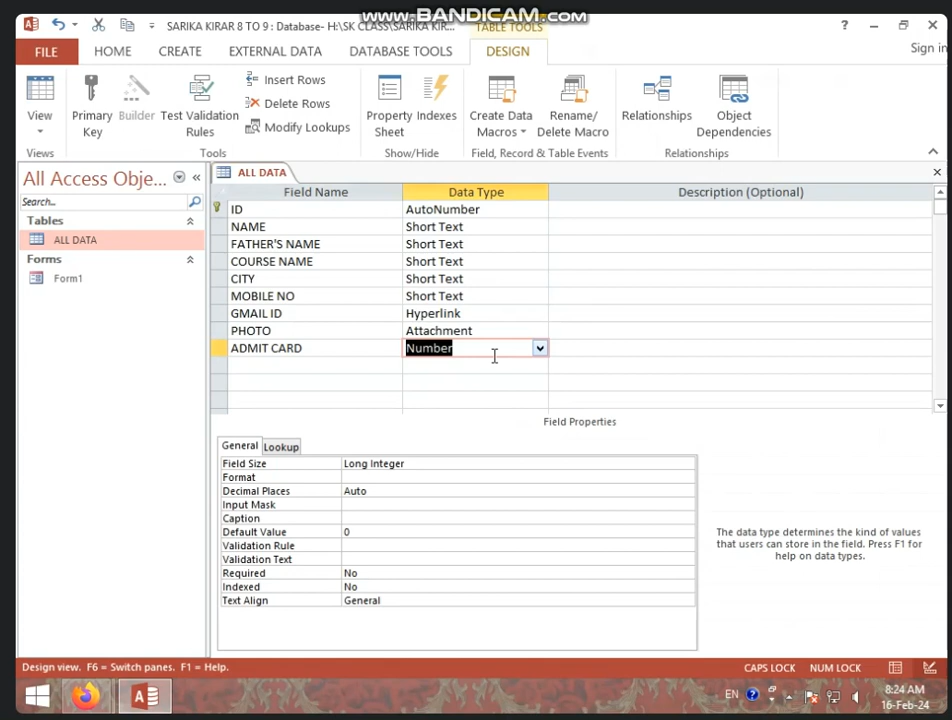 www.BANDICAM.com
SARIKA KIRAR 8 TO 9 : Database- H:\SK CLASS\SARIKA KIR...
TABLE TOOLS
?
FILE
HOME
CREATE
EXTERNAL DATA
DATABASE TOOLS
DESIGN
Sign in
View
Primary
Key
Builder
Test Validation
Rules
Insert Rows
Delete Rows
Modify Lookups
Property
Sheet
Indexes
Create Data
Macros
Rename/
Delete Macro
Relationships
Object
Dependencies
Views
Tools
Show/Hide
Field, Record & Table Events
Relationships
All Access Obje...
Search...
Tables
ALL DATA
Forms
Form1
ALL DATA
Field Name Data Type Description (Optional)
ID AutoNumber
NAME Short Text
FATHER'S NAME Short Text
COURSE NAME Short Text
CITY Short Text
MOBILE NO Short Text
GMAIL ID Hyperlink
PHOTO Attachment
ADMIT CARD Number
Field Properties
General Lookup
Field Size Long Integer
Format
Decimal Places Auto
Input Mask
Caption
Default Value 0
Validation Rule
Validation Text
Required No
Indexed No
Text Align General
The data type determines the kind of values
that users can store in the field. Press F1 for
help on data types.
Design view. F6 = Switch panes. F1 = Help.
CAPS LOCK NUM LOCK
EN
8:24 AM
16-Feb-24